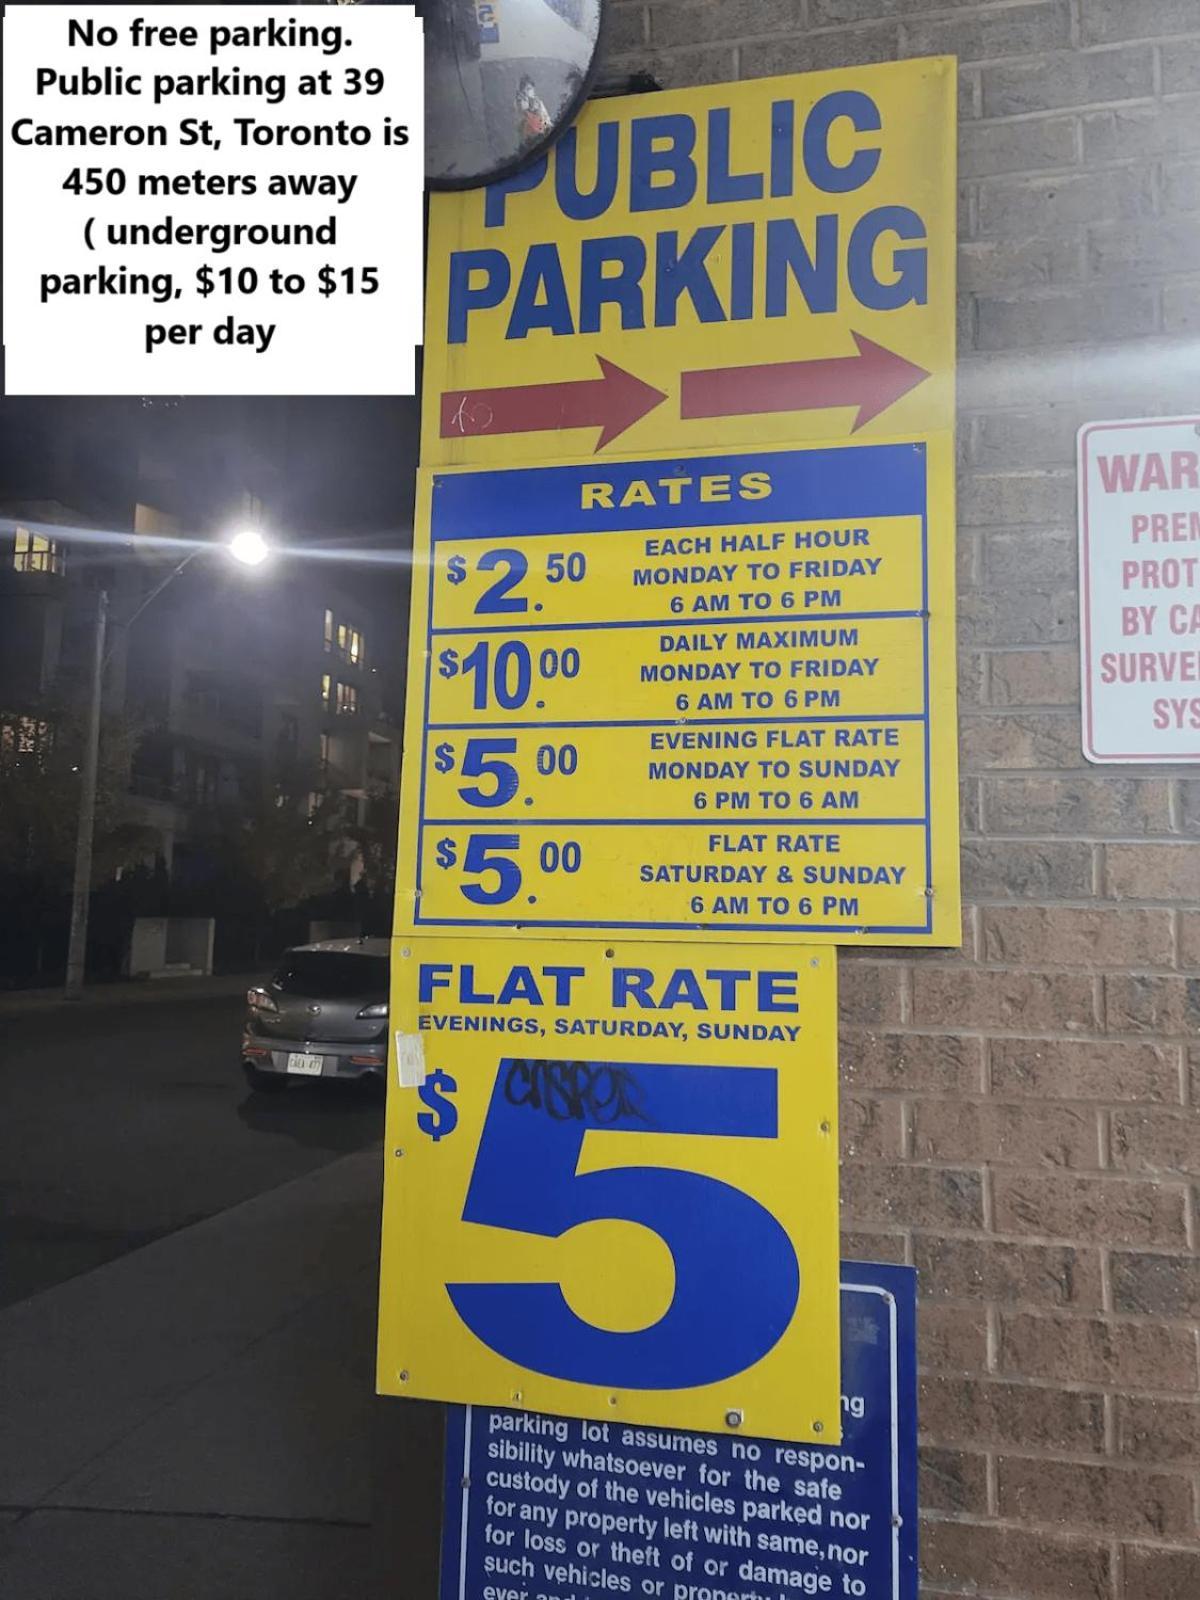 No free parking.
Public parking at 39
Cameron St, Toronto is
450 meters away
( underground
parking, $10 to $15
per day
PUBLIC
PARKING
RATES
$2.50
EACH HALF HOUR
MONDAY TO FRIDAY
6 AM TO 6 PM
$10.00
DAILY MAXIMUM
MONDAY TO FRIDAY
6 AM TO 6 PM
$5.00
EVENING FLAT RATE
MONDAY TO SUNDAY
6 PM TO 6 AM
$5.00
FLAT RATE
SATURDAY & SUNDAY
6 AM TO 6 PM
FLAT RATE
EVENINGS, SATURDAY, SUNDAY
$5
parking lot assumes no respon-
sibility whatsoever for the safe
custody of the vehicles parked nor
for any property left with same, nor
for loss or theft of or damage to
such vehicles or property
ever
WAR
PREM
PROT
BY CA
SURVE
SYS